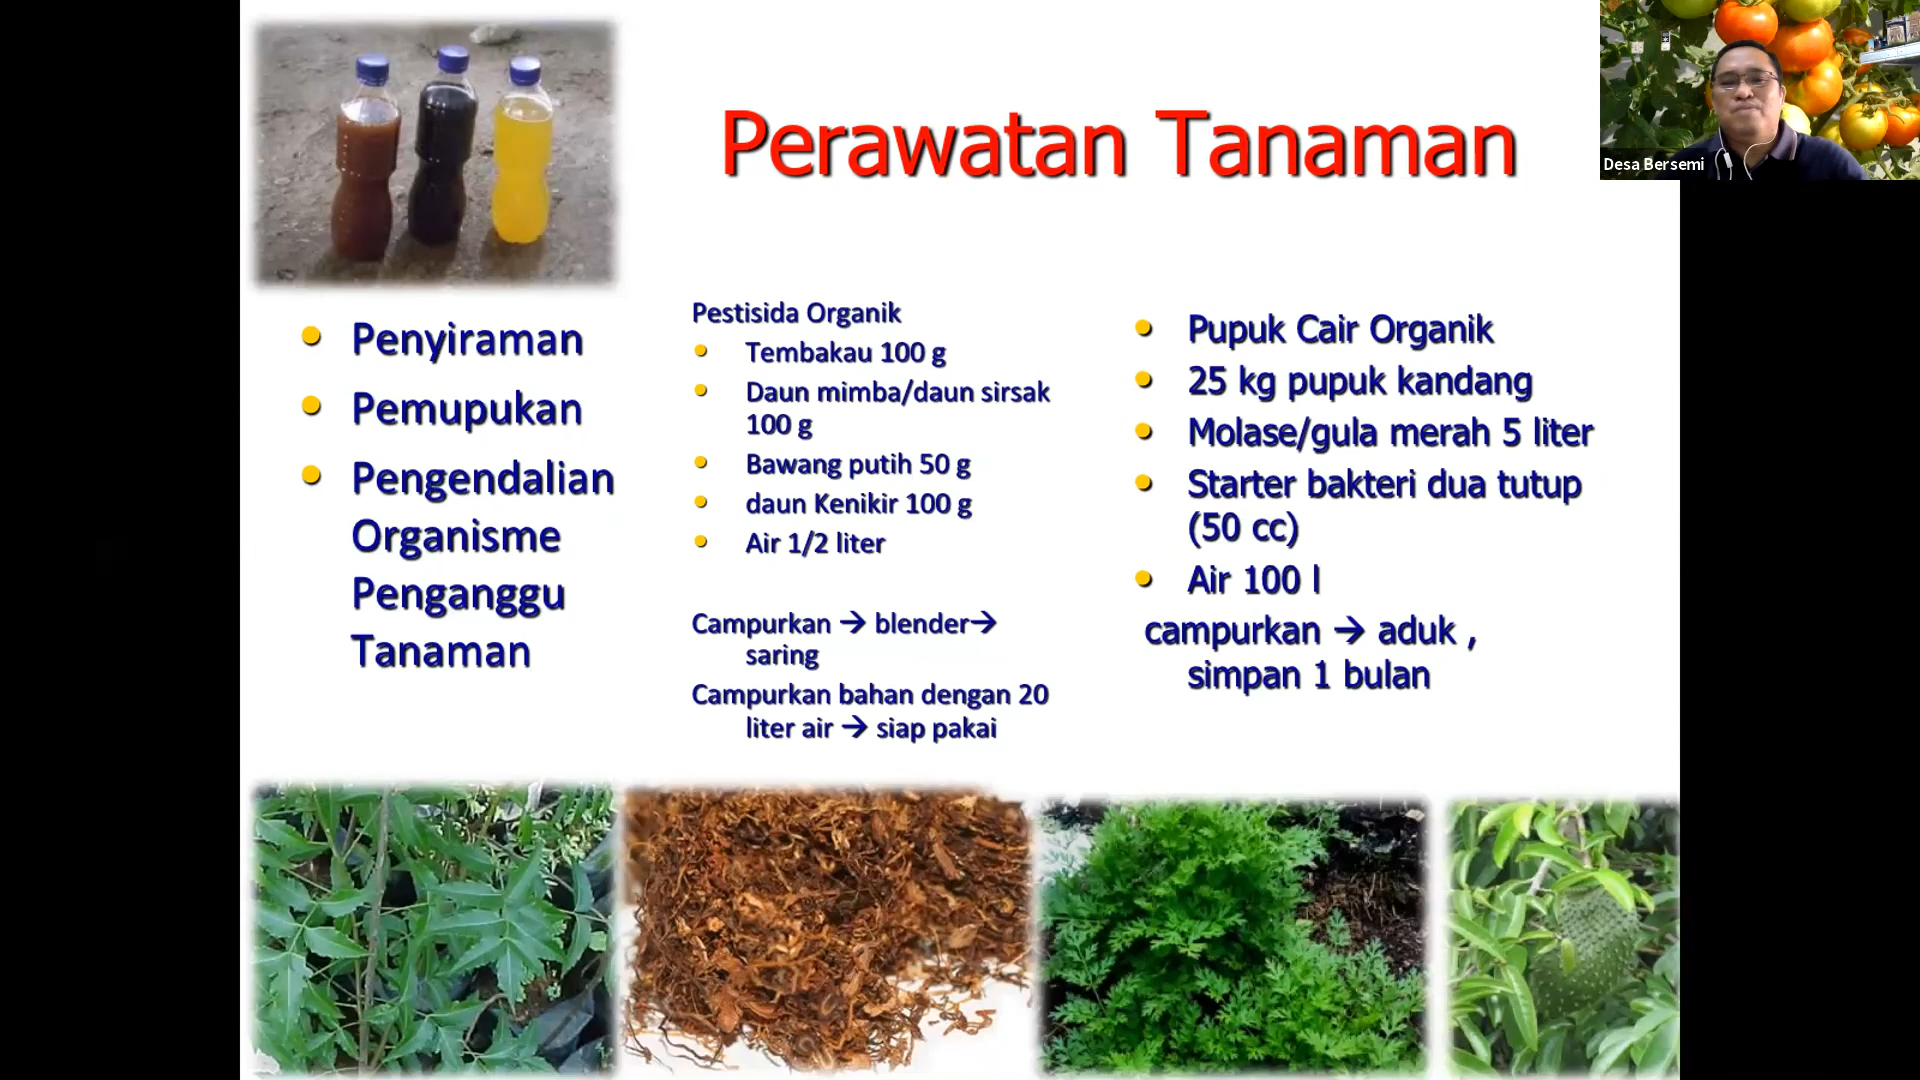 Perawatan Tanaman
Desa Bersemi
Penyiraman
Pemupukan
Pengendalian
Organisme
Penganggu
Tanaman
Pestisida Organik
Tembakau 100 g
Daun mimba/daun sirsak
100 g
Bawang putih 50 g
daun Kenikir 100 g
Air 1/2 liter
Campurkan → blender→
saring
Campurkan bahan dengan 20
liter air → siap pakai
Pupuk Cair Organik
25 kg pupuk kandang
Molase/gula merah 5 liter
Starter bakteri dua tutup
(50 cc)
Air 100 l
campurkan → aduk ,
simpan 1 bulan